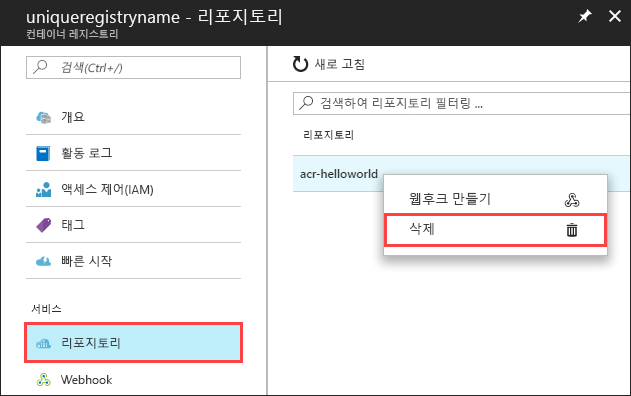 uniqueregistryname - 리포지토리
컨테이너 레지스트리
검색(Ctrl+/)
개요
활동 로그
액세스 제어(IAM)
태그
빠른 시작
서비스
리포지토리
Webhook
새로 고침
검색하여 리포지토리 필터링 ...
리포지토리
acr-helloworld
웹후크 만들기
삭제